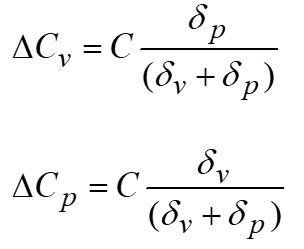 ΔC_v = C δ_p / (δ_v + δ_p)
ΔC_p = C δ_v / (δ_v + δ_p)